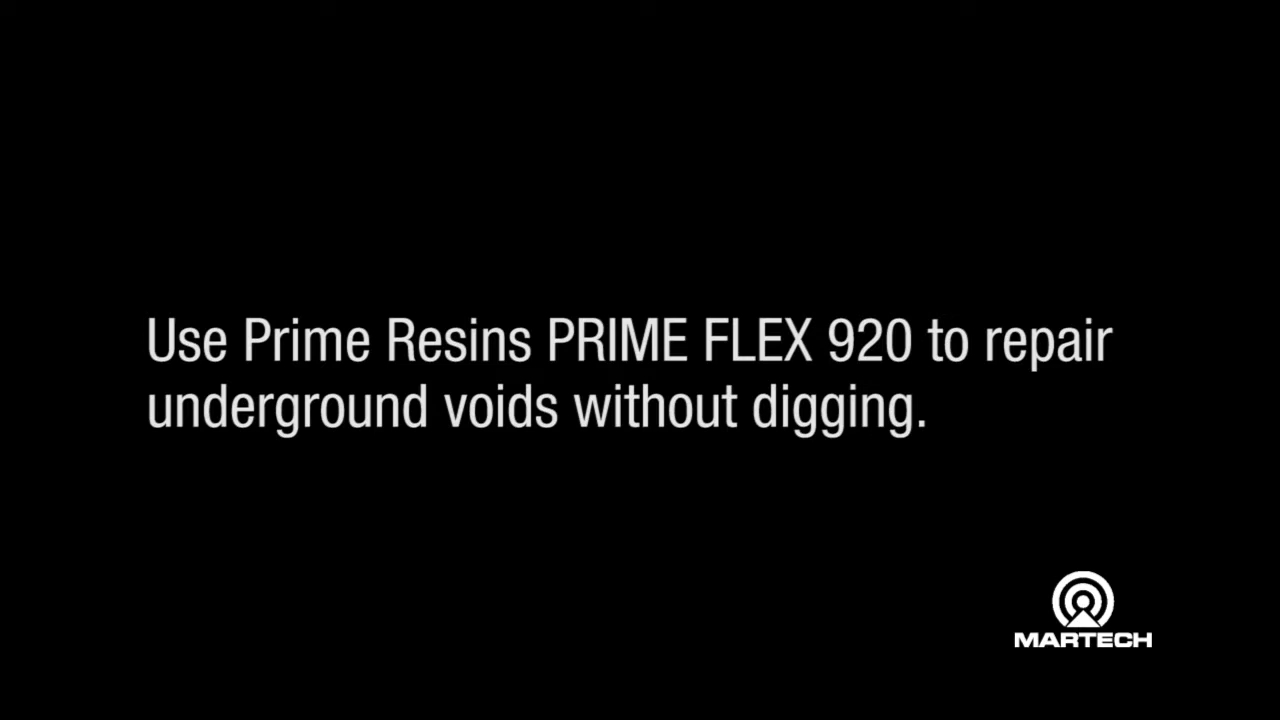 Use Prime Resins PRIME FLEX 920 to repair
underground voids without digging.
MARTECH